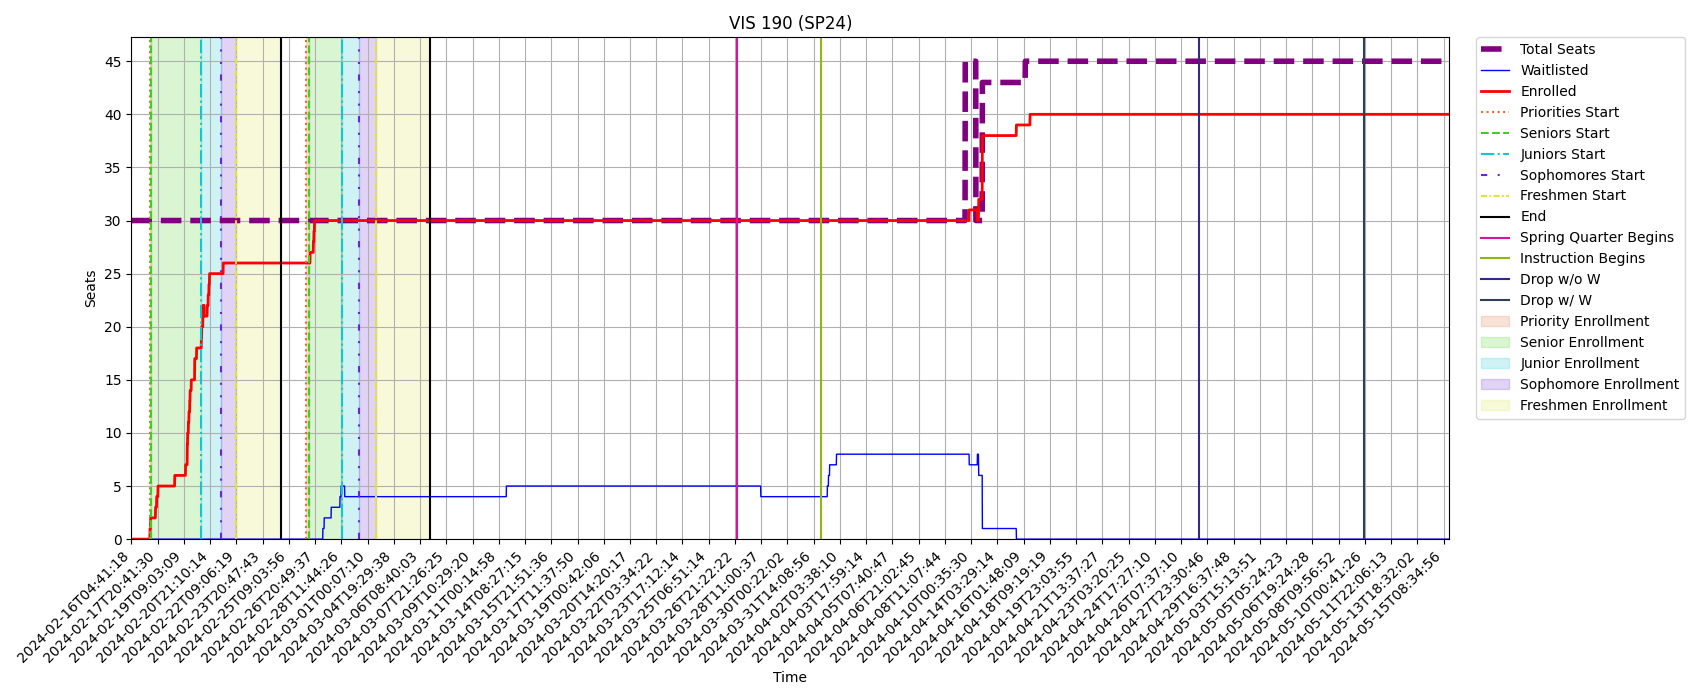 VIS 190 (SP24)
Seats
45
40
35
30
25
20
15
10
5
0
2024-02-16T04:41:18
2024-02-17T20:41:30
2024-02-19T03:03:09
2024-02-20T21:10:14
2024-02-22T09:06:19
2024-02-23T20:47:43
2024-02-25T09:03:56
2024-02-26T20:49:37
2024-02-28T11:44:26
2024-03-01T00:07:10
2024-03-04T19:29:38
2024-03-06T08:40:03
2024-03-07T21:26:25
2024-03-09T10:29:20
2024-03-11T00:14:58
2024-03-14T08:27:15
2024-03-15T21:51:36
2024-03-17T11:37:50
2024-03-19T00:42:06
2024-03-20T14:20:17
2024-03-22T03:34:22
2024-03-23T17:12:14
2024-03-25T06:51:14
2024-03-26T21:22:22
2024-03-28T11:00:37
2024-03-30T00:22:02
2024-03-31T14:08:56
2024-04-02T03:38:10
2024-04-03T17:59:14
2024-04-05T07:40:47
2024-04-06T21:02:45
2024-04-08T11:07:44
2024-04-10T00:35:30
2024-04-14T03:29:14
2024-04-16T01:48:09
2024-04-18T09:19:19
2024-04-19T23:03:55
2024-04-21T13:37:27
2024-04-23T03:20:25
2024-04-24T17:27:10
2024-04-26T07:37:10
2024-04-27T23:30:46
2024-04-29T16:37:48
2024-05-03T15:13:51
2024-05-05T05:24:23
2024-05-06T19:24:28
2024-05-08T09:56:52
2024-05-10T00:41:26
2024-05-11T22:06:13
2024-05-13T18:32:02
2024-05-15T08:34:56
Time
Total Seats
Waitlisted
Enrolled
Priorities Start
Seniors Start
Juniors Start
Sophomores Start
Freshmen Start
End
Spring Quarter Begins
Instruction Begins
Drop w/o W
Drop w/ W
Priority Enrollment
Senior Enrollment
Junior Enrollment
Sophomore Enrollment
Freshmen Enrollment